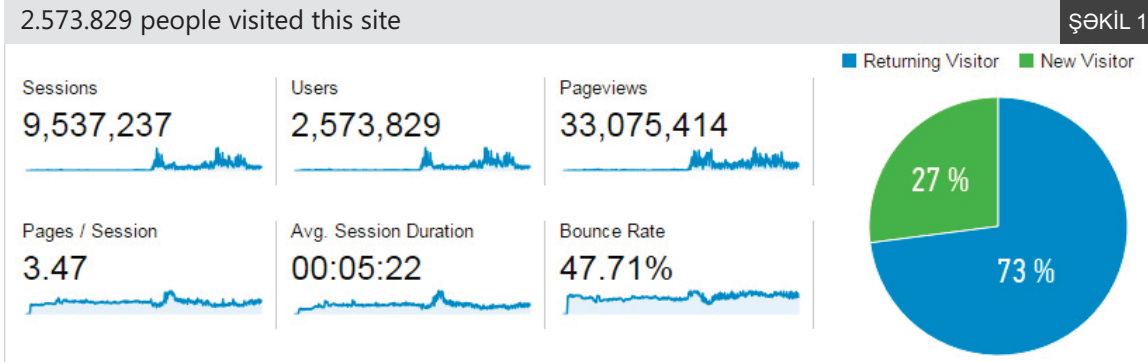 2.573.829 people visited this site
ŞƏKİL 1
Returning Visitor New Visitor
Sessions Users Pageviews
9,537,237 2,573,829 33,075,414
27 %
73 %
Pages / Session Avg. Session Duration Bounce Rate
3.47 00:05:22 47.71%